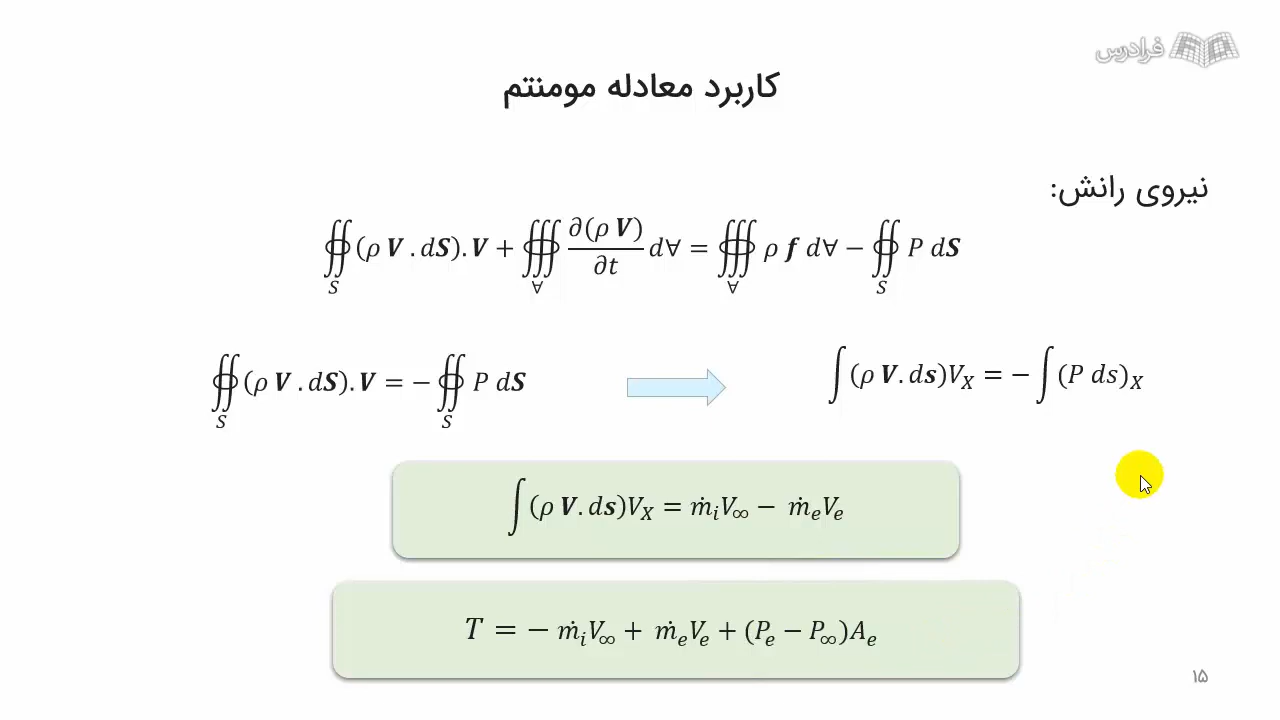 فرادرس
کاربرد معادله مومنتم
نیروی رانش:
∯_S (ρ V . dS). V + ∰_∀ ∂(ρ V)/∂t d∀ = ∰_∀ ρ f d∀ − ∯_S P dS
∯_S (ρ V . dS). V = − ∯_S P dS
∫(ρ V. ds)V_X = − ∫(P ds)_X
∫(ρ V. ds)V_X = ṁ_i V_∞ − ṁ_e V_e
T = − ṁ_i V_∞ + ṁ_e V_e + (P_e − P_∞)A_e
۱۵